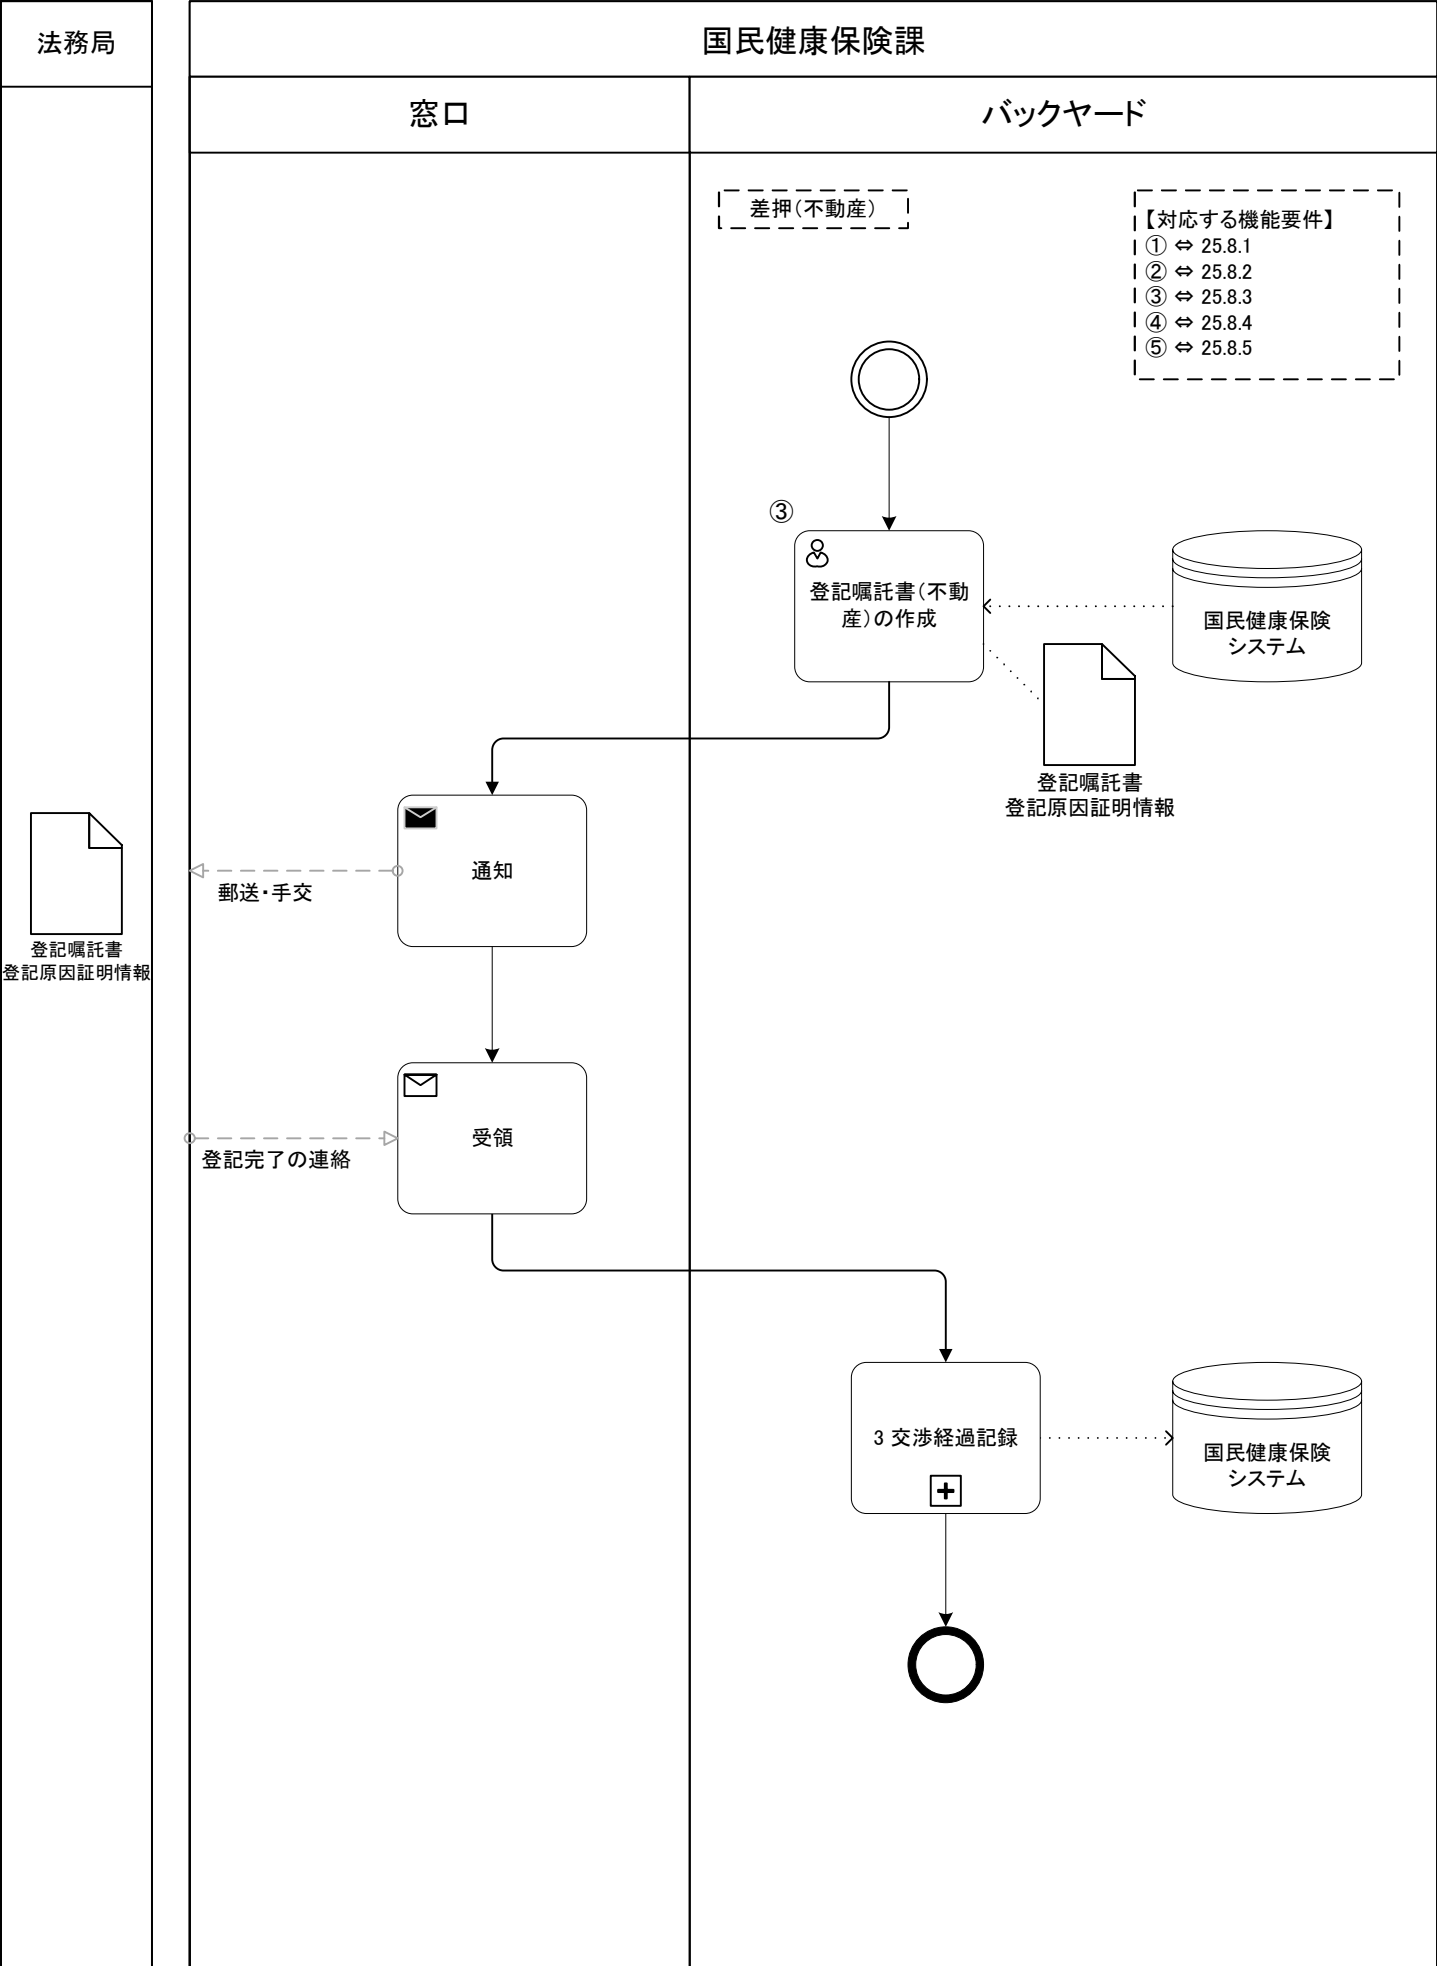 法務局
国民健康保険課
窓口
バックヤード
差押(不動産)
【対応する機能要件】
① ⇔ 25.8.1
② ⇔ 25.8.2
③ ⇔ 25.8.3
④ ⇔ 25.8.4
⑤ ⇔ 25.8.5
③
登記嘱託書(不動
産)の作成
国民健康保険
システム
登記嘱託書
登記原因証明情報
通知
郵送・手交
登記嘱託書
登記原因証明情報
受領
登記完了の連絡
3 交渉経過記録
国民健康保険
システム